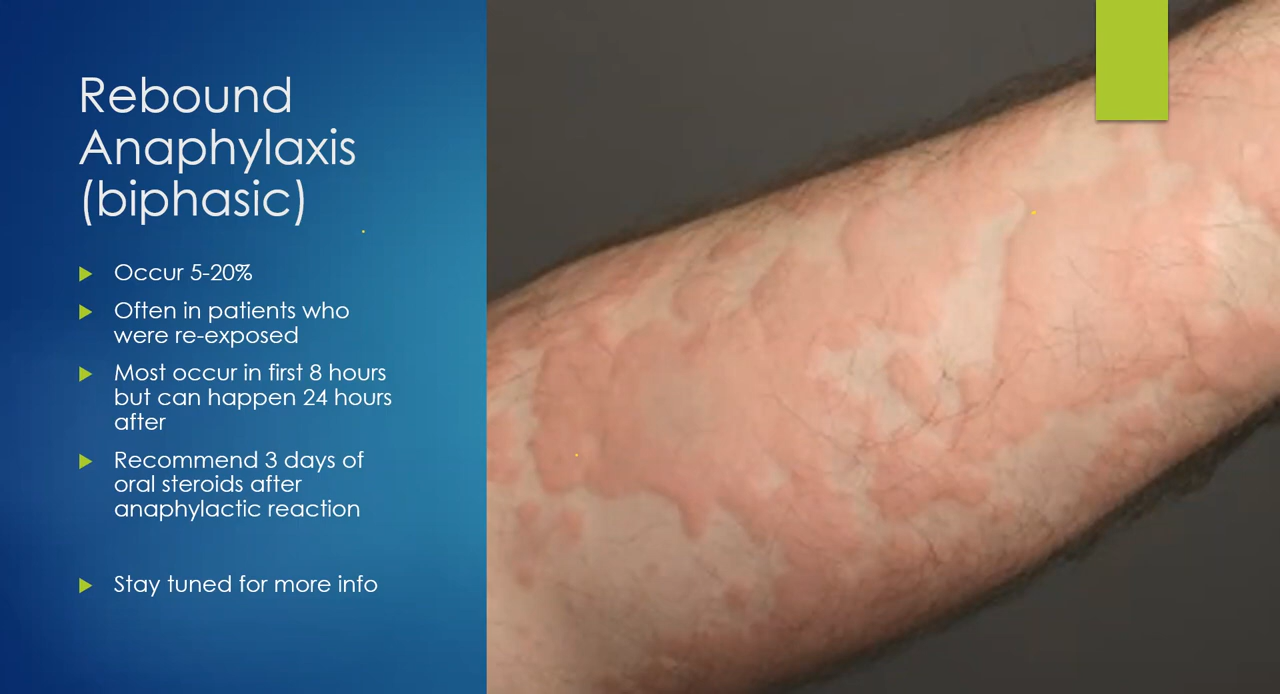 Rebound
Anaphylaxis
(biphasic)
Occur 5-20%
Often in patients who
were re-exposed
Most occur in first 8 hours
but can happen 24 hours
after
Recommend 3 days of
oral steroids after
anaphylactic reaction
Stay tuned for more info